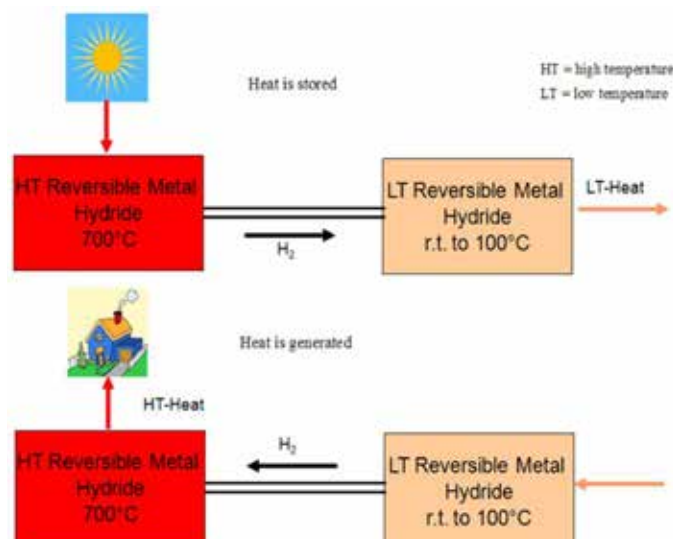 Heat is stored
HT = high temperature
LT = low temperature
HT Reversible Metal
Hydride
700°C
H₂
LT Reversible Metal
Hydride
r.t. to 100°C
LT-Heat
Heat is generated
HT-Heat
HT Reversible Metal
Hydride
700°C
H₂
LT Reversible Metal
Hydride
r.t. to 100°C